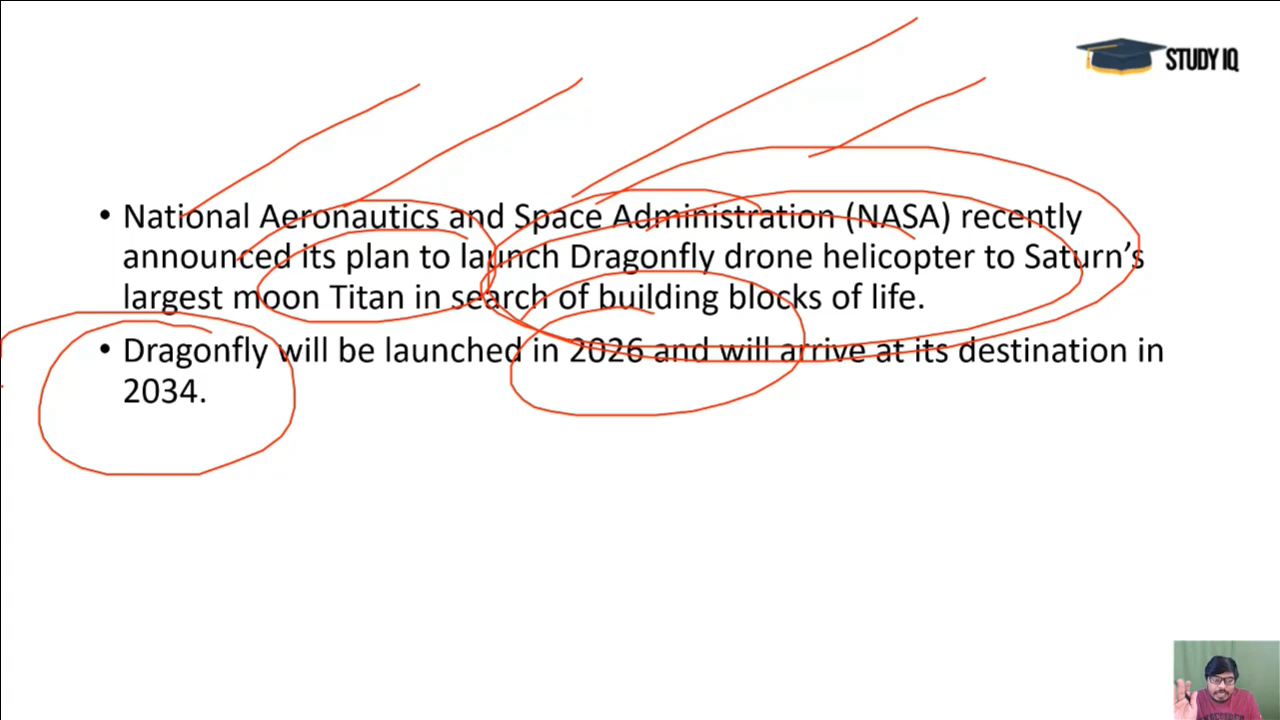 STUDY IQ
• National Aeronautics and Space Administration (NASA) recently
announced its plan to launch Dragonfly drone helicopter to Saturn’s
largest moon Titan in search of building blocks of life.
• Dragonfly will be launched in 2026 and will arrive at its destination in
2034.